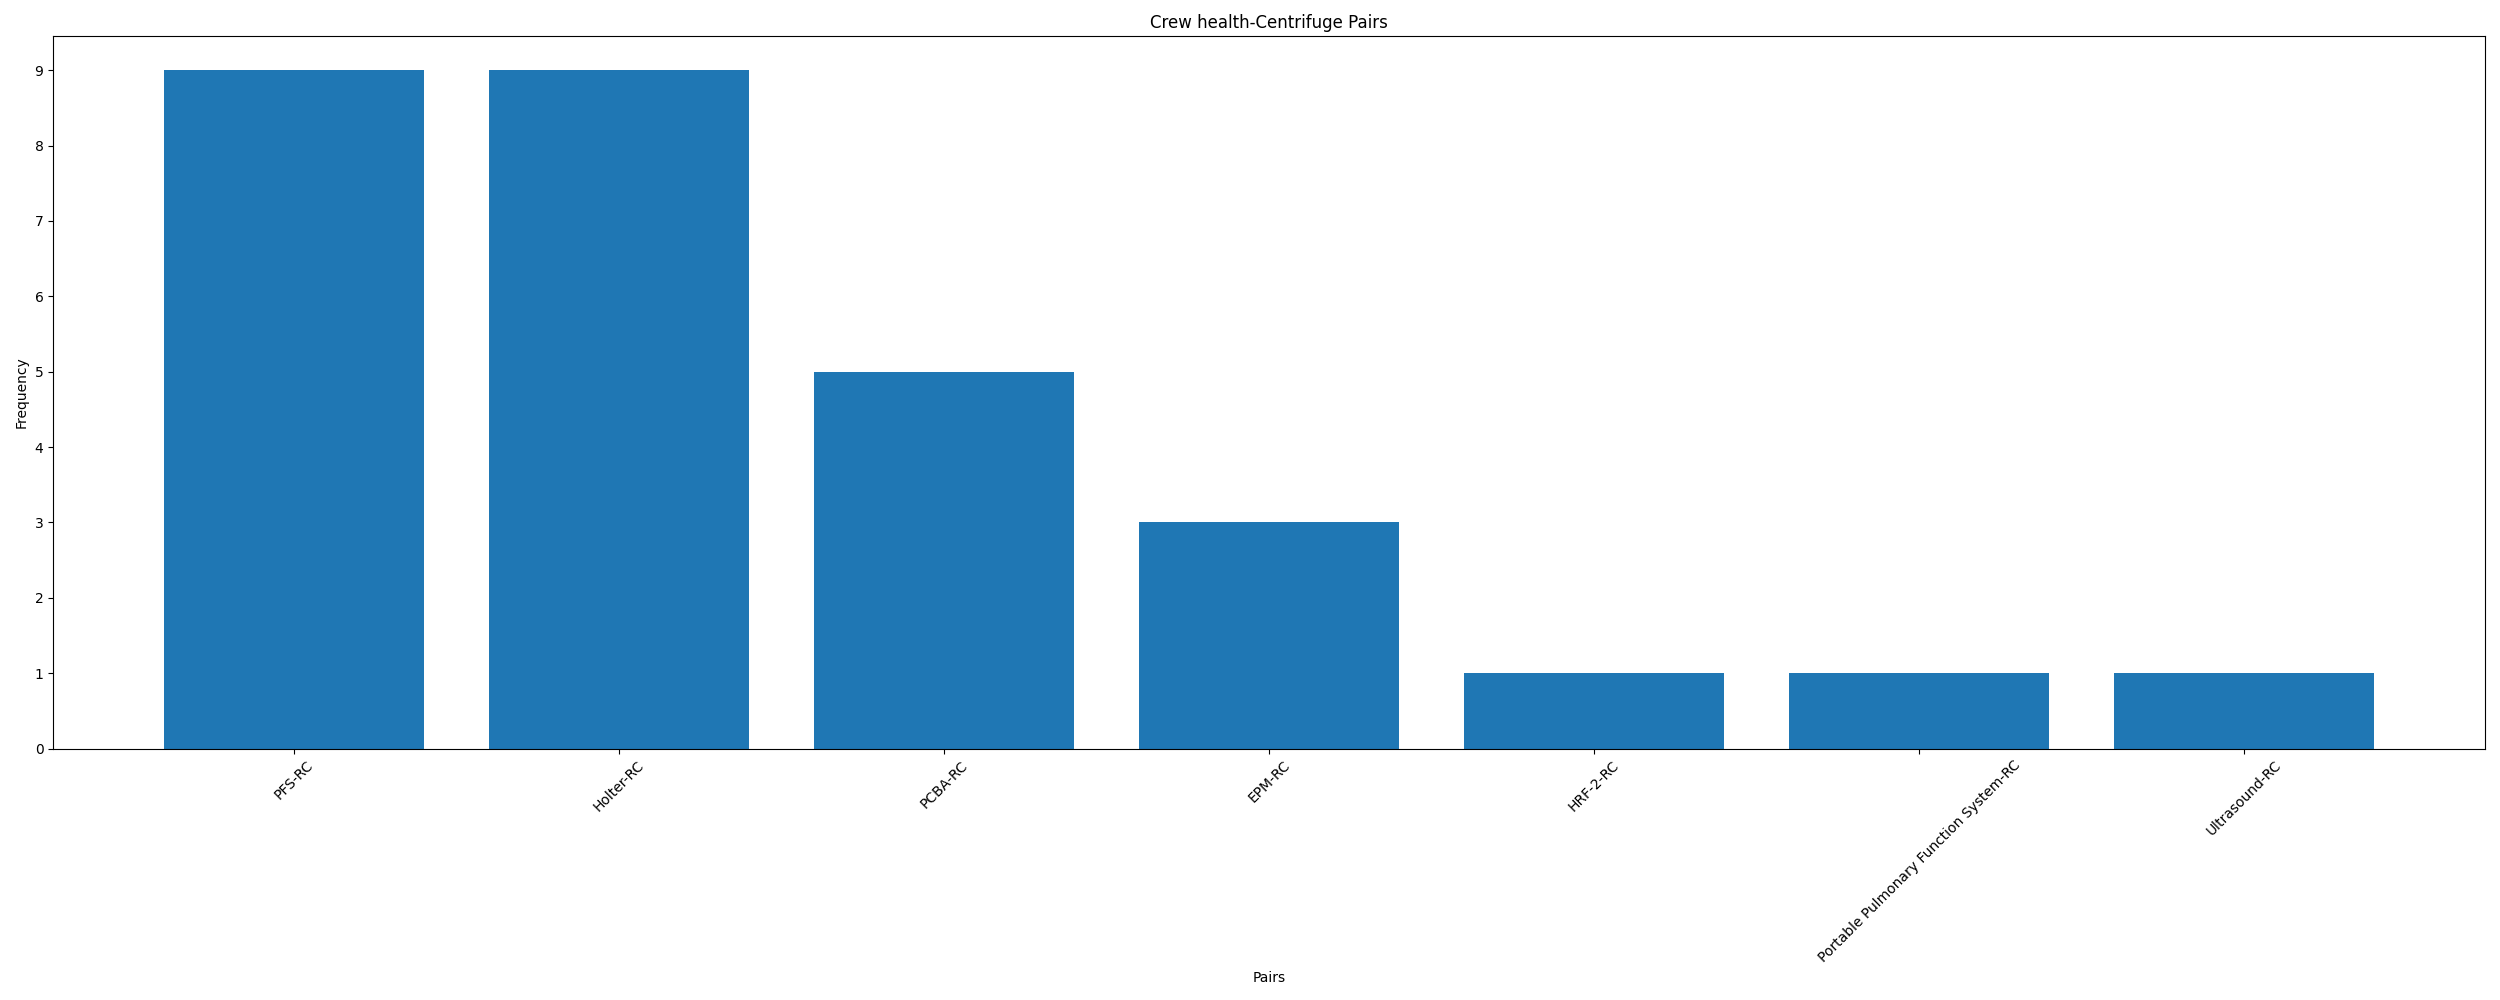 Crew health-Centrifuge Pairs
Frequency
9
8
7
6
5
4
3
2
1
0
PFS-RC
Holter-RC
PCBA-RC
EPM-RC
HRF-2-RC
Portable Pulmonary Function System-RC
Ultrasound-RC
Pairs